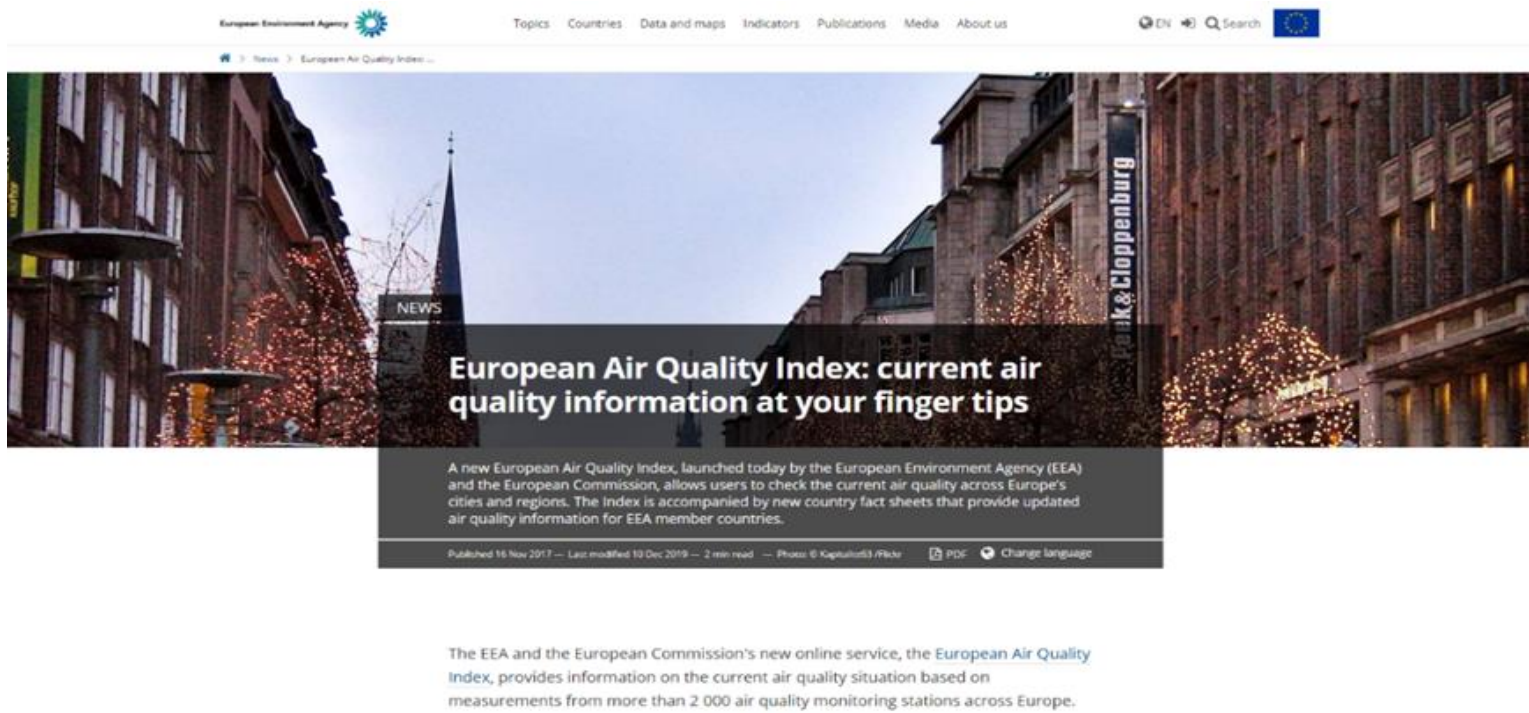 European Environment Agency
Topics Countries Data and maps Indicators Publications Media About us
EN Search
> News > European Air Quality Index: ...
Peek&Cloppenburg
NEWS
European Air Quality Index: current air
quality information at your finger tips
A new European Air Quality Index, launched today by the European Environment Agency (EEA)
and the European Commission, allows users to check the current air quality across Europe's
cities and regions. The Index is accompanied by new country fact sheets that provide updated
air quality information for EEA member countries.
Published 16 Nov 2017 — Last modified 10 Dec 2019 — 2 min read — Photo: © /Flickr PDF Change language
The EEA and the European Commission's new online service, the European Air Quality
Index, provides information on the current air quality situation based on
measurements from more than 2 000 air quality monitoring stations across Europe.